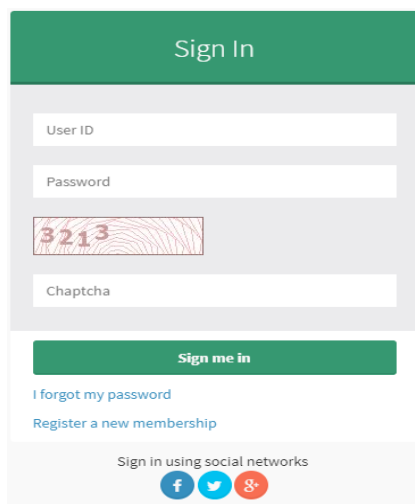 Sign In
User ID
Password
3213
Chaptcha
Sign me in
I forgot my password
Register a new membership
Sign in using social networks